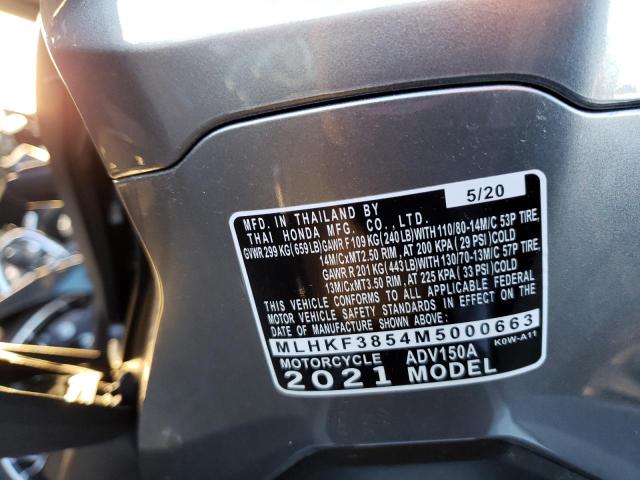 5/20
MFD. IN THAILAND BY
THAI HONDA MFG. CO., LTD.
GVWR 299 KG(659 LB)GAWR F 109 KG(240 LB)WITH 110/80-14M/C 53P TIRE,
14M/CxMT2.50 RIM , AT 200 KPA ( 29 PSI )COLD
GAWR R 201 KG(443 LB)WITH 130/70-13M/C 57P TIRE,
13M/CxMT3.50 RIM , AT 225 KPA ( 33 PSI )COLD
THIS VEHICLE CONFORMS TO ALL APPLICABLE FEDERAL
MOTOR VEHICLE SAFETY STANDARDS IN EFFECT ON THE
DATE OF MANUFACTURE SHOWN ABOVE.
MLHKF3854M5000663
K0W-A11
MOTORCYCLE ADV150A
2021 MODEL